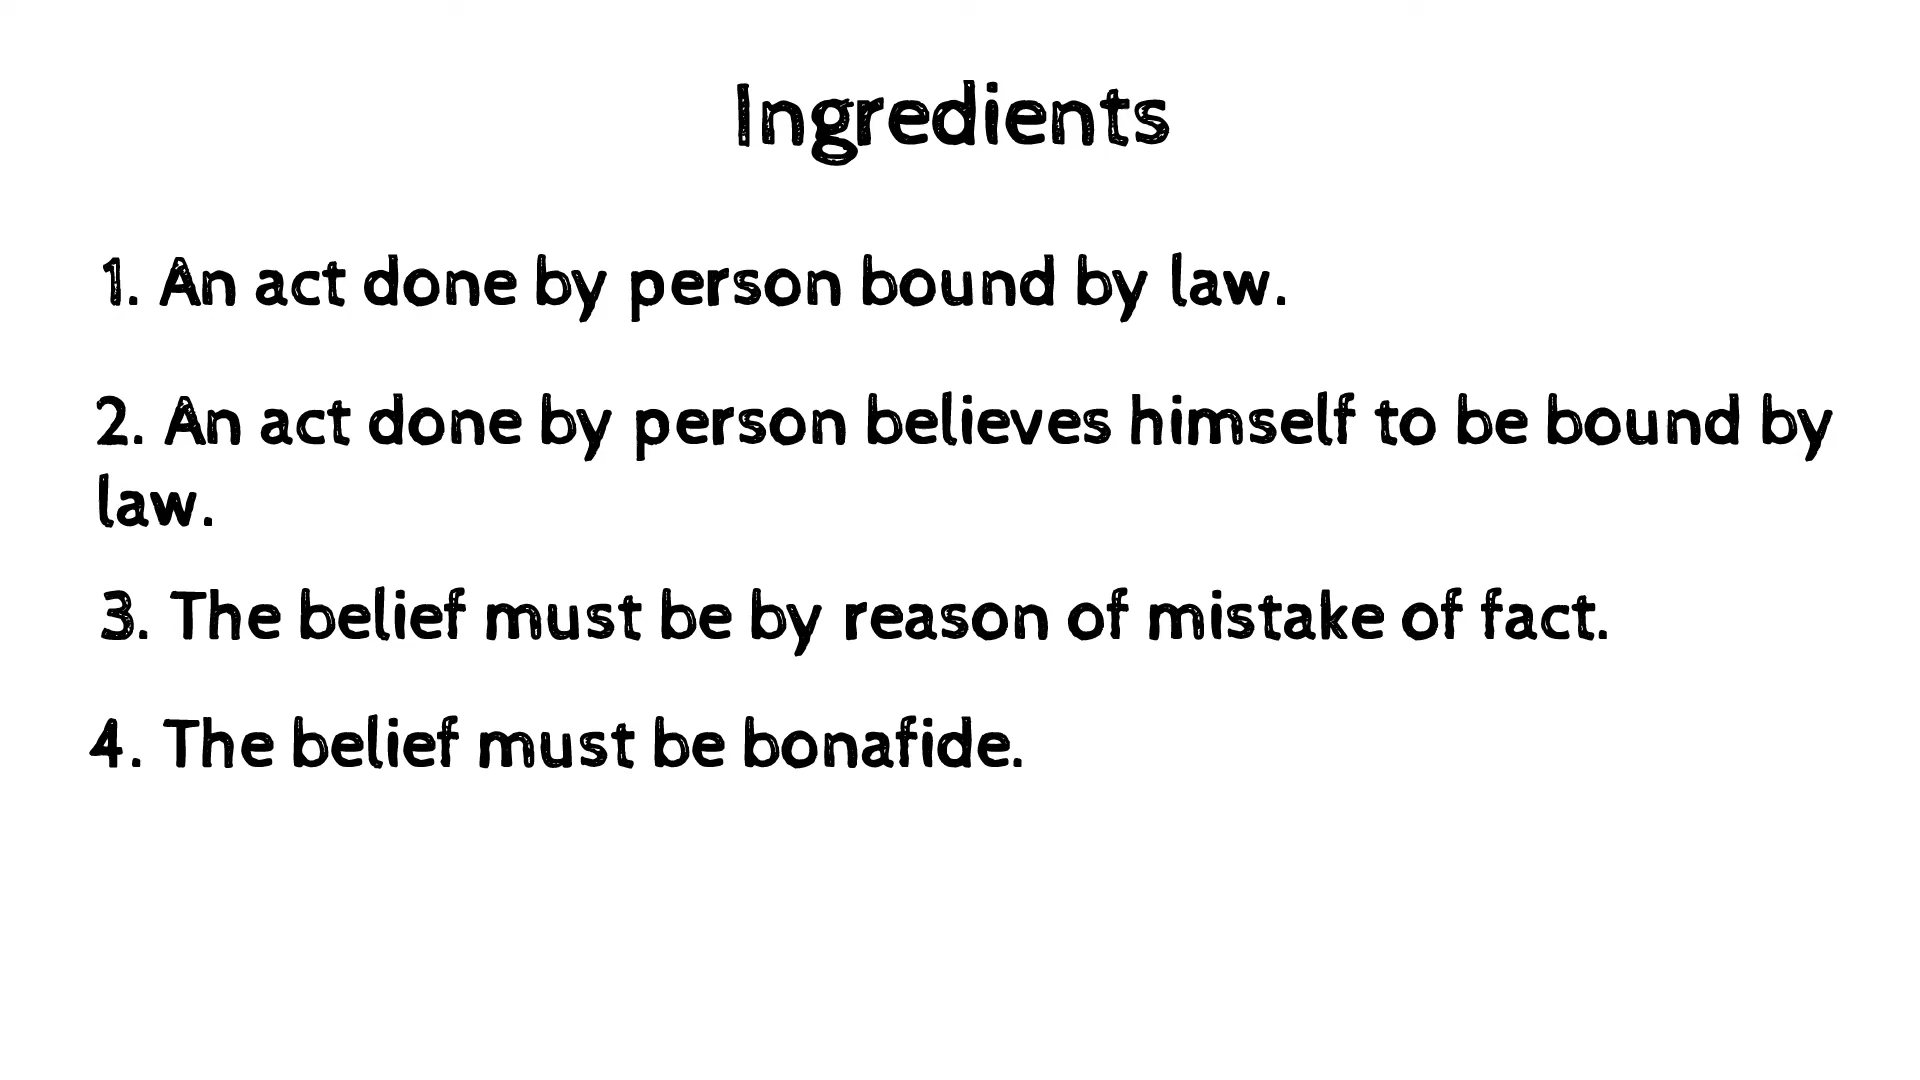 Ingredients
1. An act done by person bound by law.
2. An act done by person believes himself to be bound by
law.
3. The belief must be by reason of mistake of fact.
4. The belief must be bonafide.